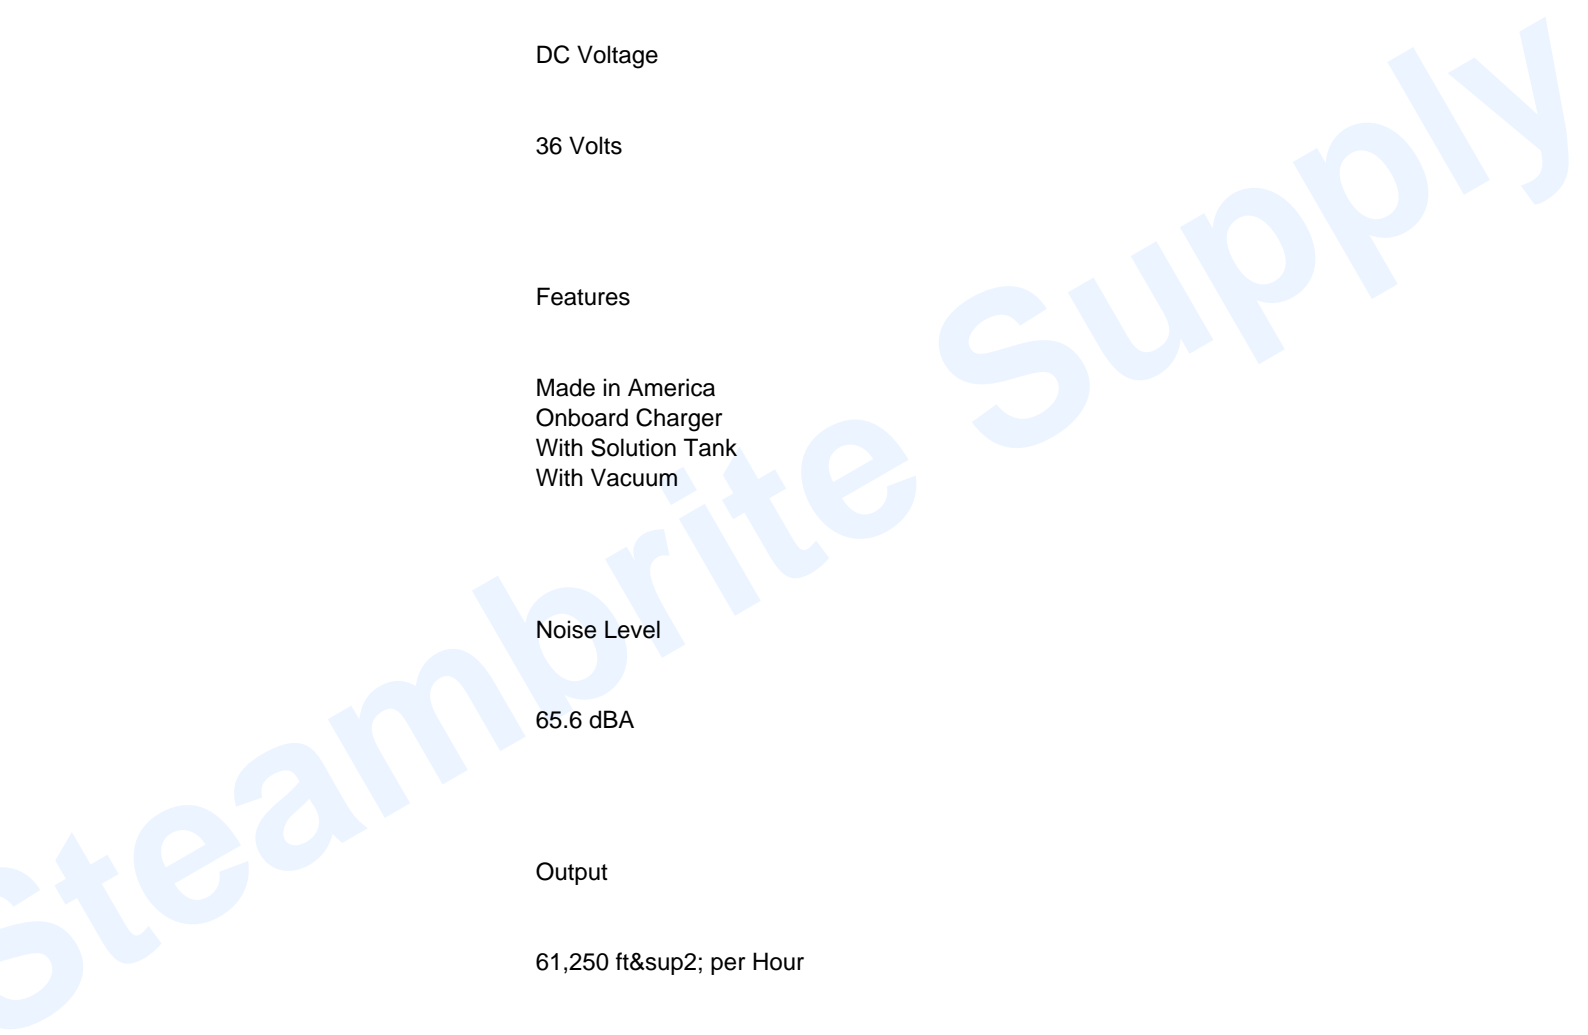 DC Voltage
36 Volts
Features
Made in America
Onboard Charger
With Solution Tank
With Vacuum
Noise Level
65.6 dBA
Output
61,250 ft&sup2; per Hour
Steambrite Supply